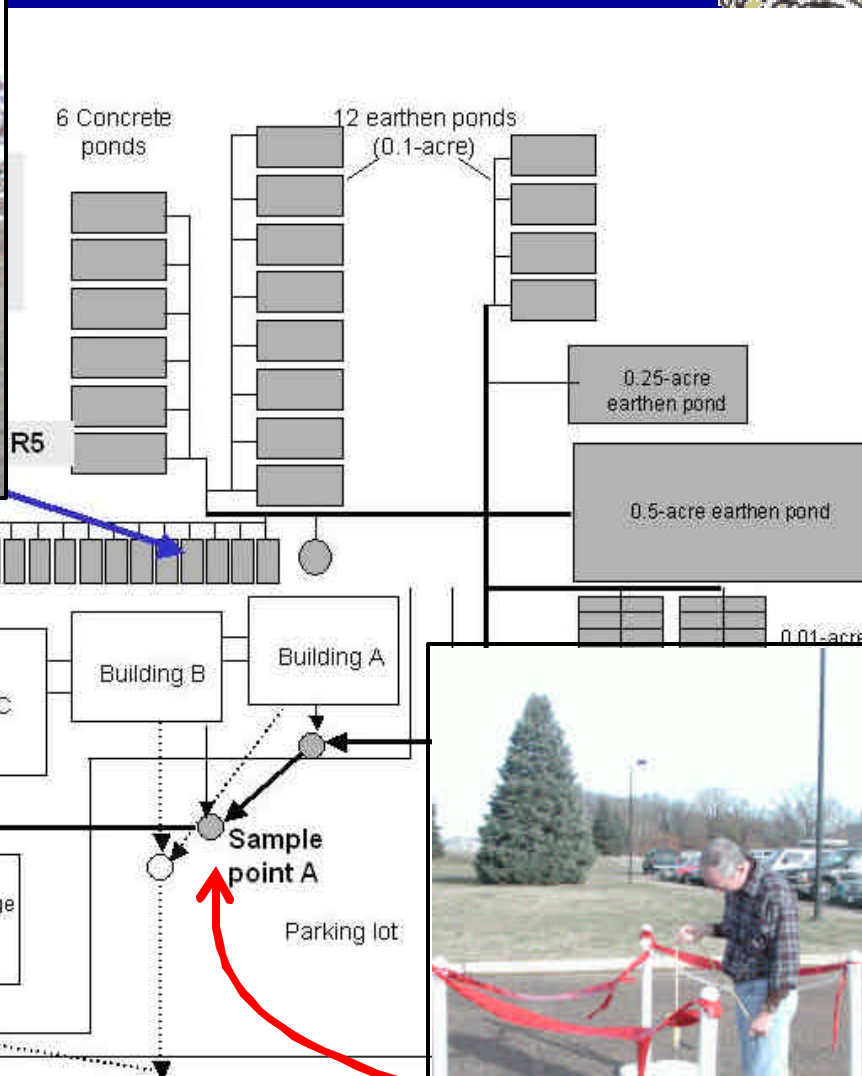 6 Concrete
ponds
12 earthen ponds
(0.1-acre)
0.25-acre
earthen pond
R5
0.5-acre earthen pond
0.01-acre
Building A
Building B
C
Sample
point A
ge
Parking lot